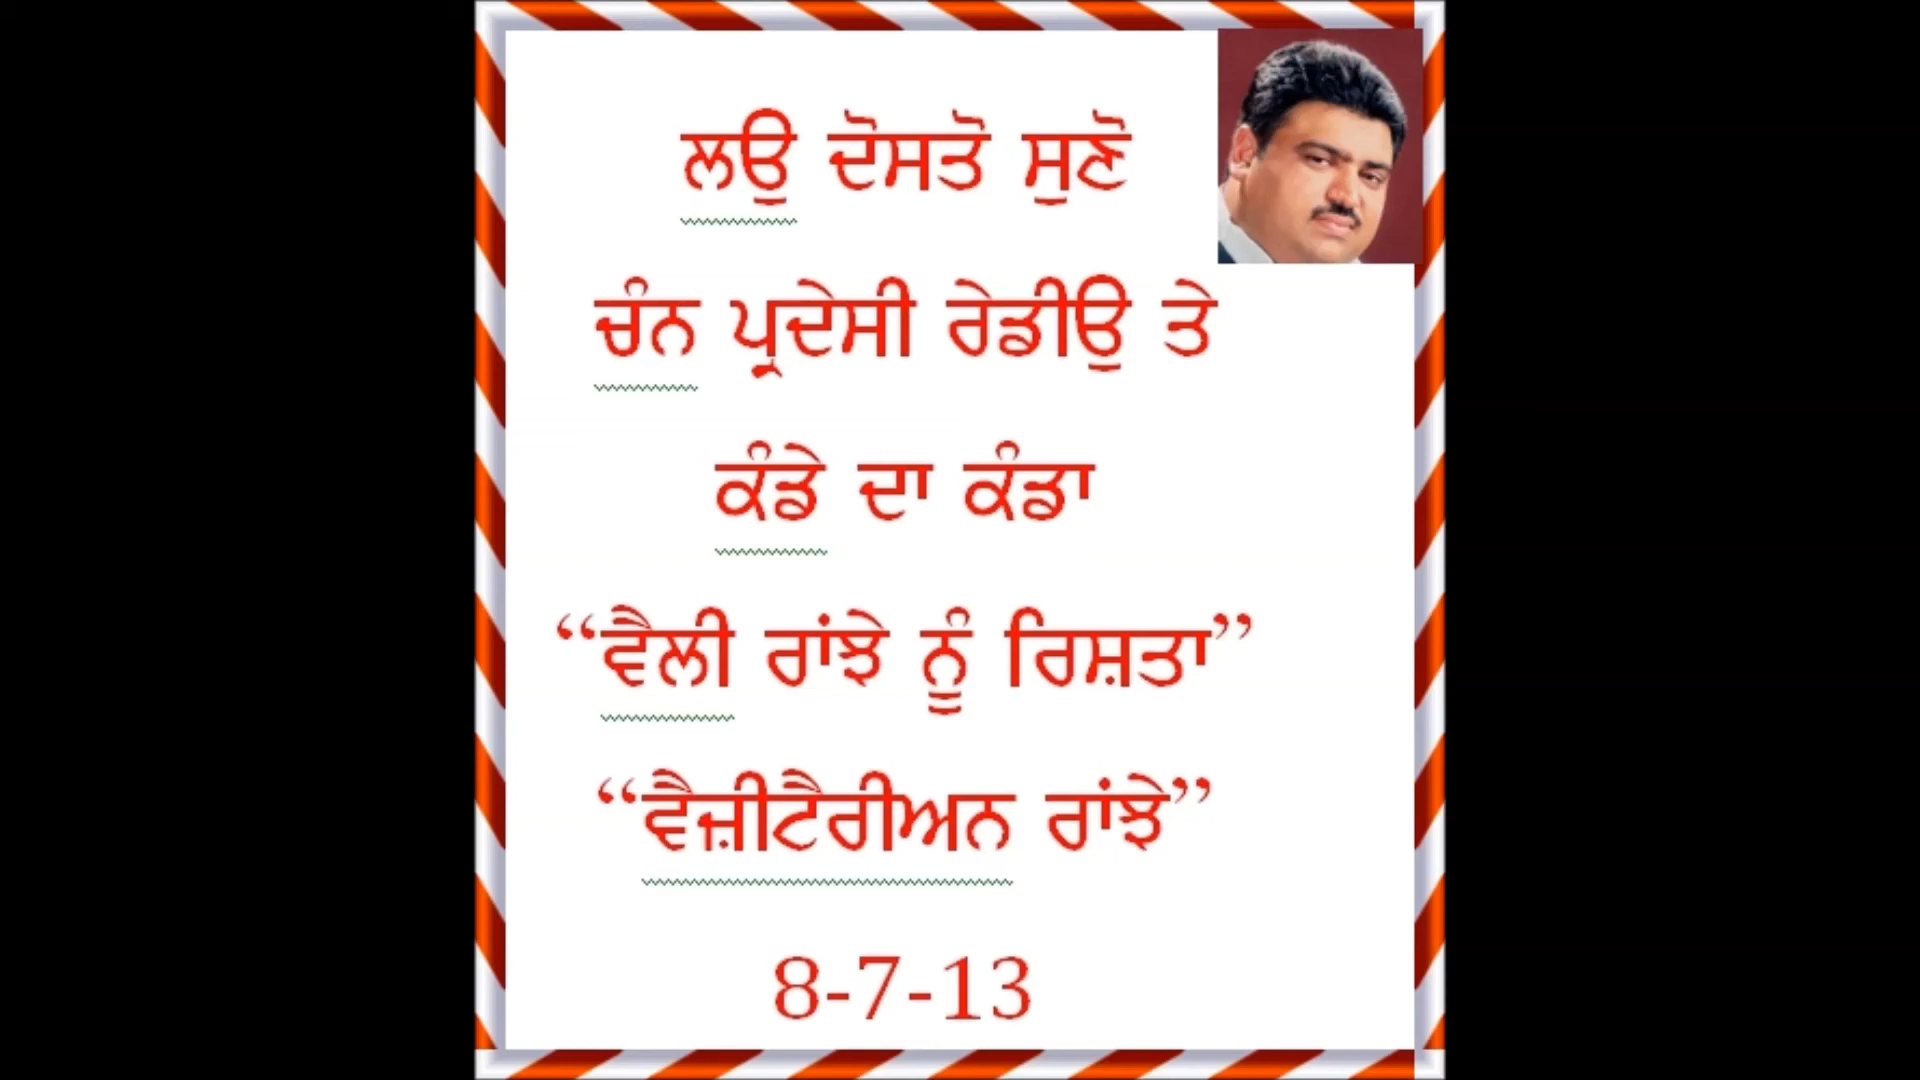 ਲਉ ਦੋਸਤੋ ਸੁਣੋ
ਚੰਨ ਪ੍ਰਦੇਸੀ ਰੇਡੀਉ ਤੇ
ਕੰਡੇ ਦਾ ਕੰਡਾ
“ਵੈਲੀ ਰਾਂਝੇ ਨੂੰ ਰਿਸ਼ਤਾ”
“ਵੈਜ਼ੀਟੈਰੀਅਨ ਰਾਂਝੇ”
8-7-13